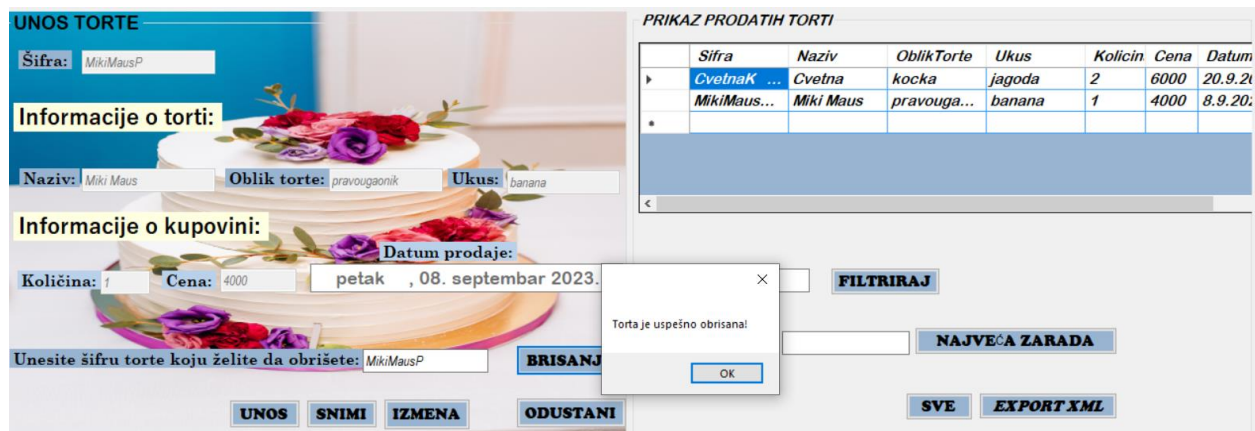 UNOS TORTE
Šifra: MikiMausP
Informacije o torti:
Naziv: Miki Maus Oblik torte: pravougaonik Ukus: banana
Informacije o kupovini:
Datum prodaje:
Količina: 1 Cena: 4000 petak , 08. septembar 2023.
Unesite šifru torte koju želite da obrišete: MikiMausP BRISANJ
UNOS SNIMI IZMENA ODUSTANI
PRIKAZ PRODATIH TORTI
Sifra Naziv OblikTorte Ukus Kolicin Cena Datum
CvetnaK ... Cvetna kocka jagoda 2 6000 20.9.20
MikiMaus... Miki Maus pravouga... banana 1 4000 8.9.202
FILTRIRAJ
Torta je uspešno obrisana!
OK
NAJVEĆA ZARADA
SVE EXPORT XML